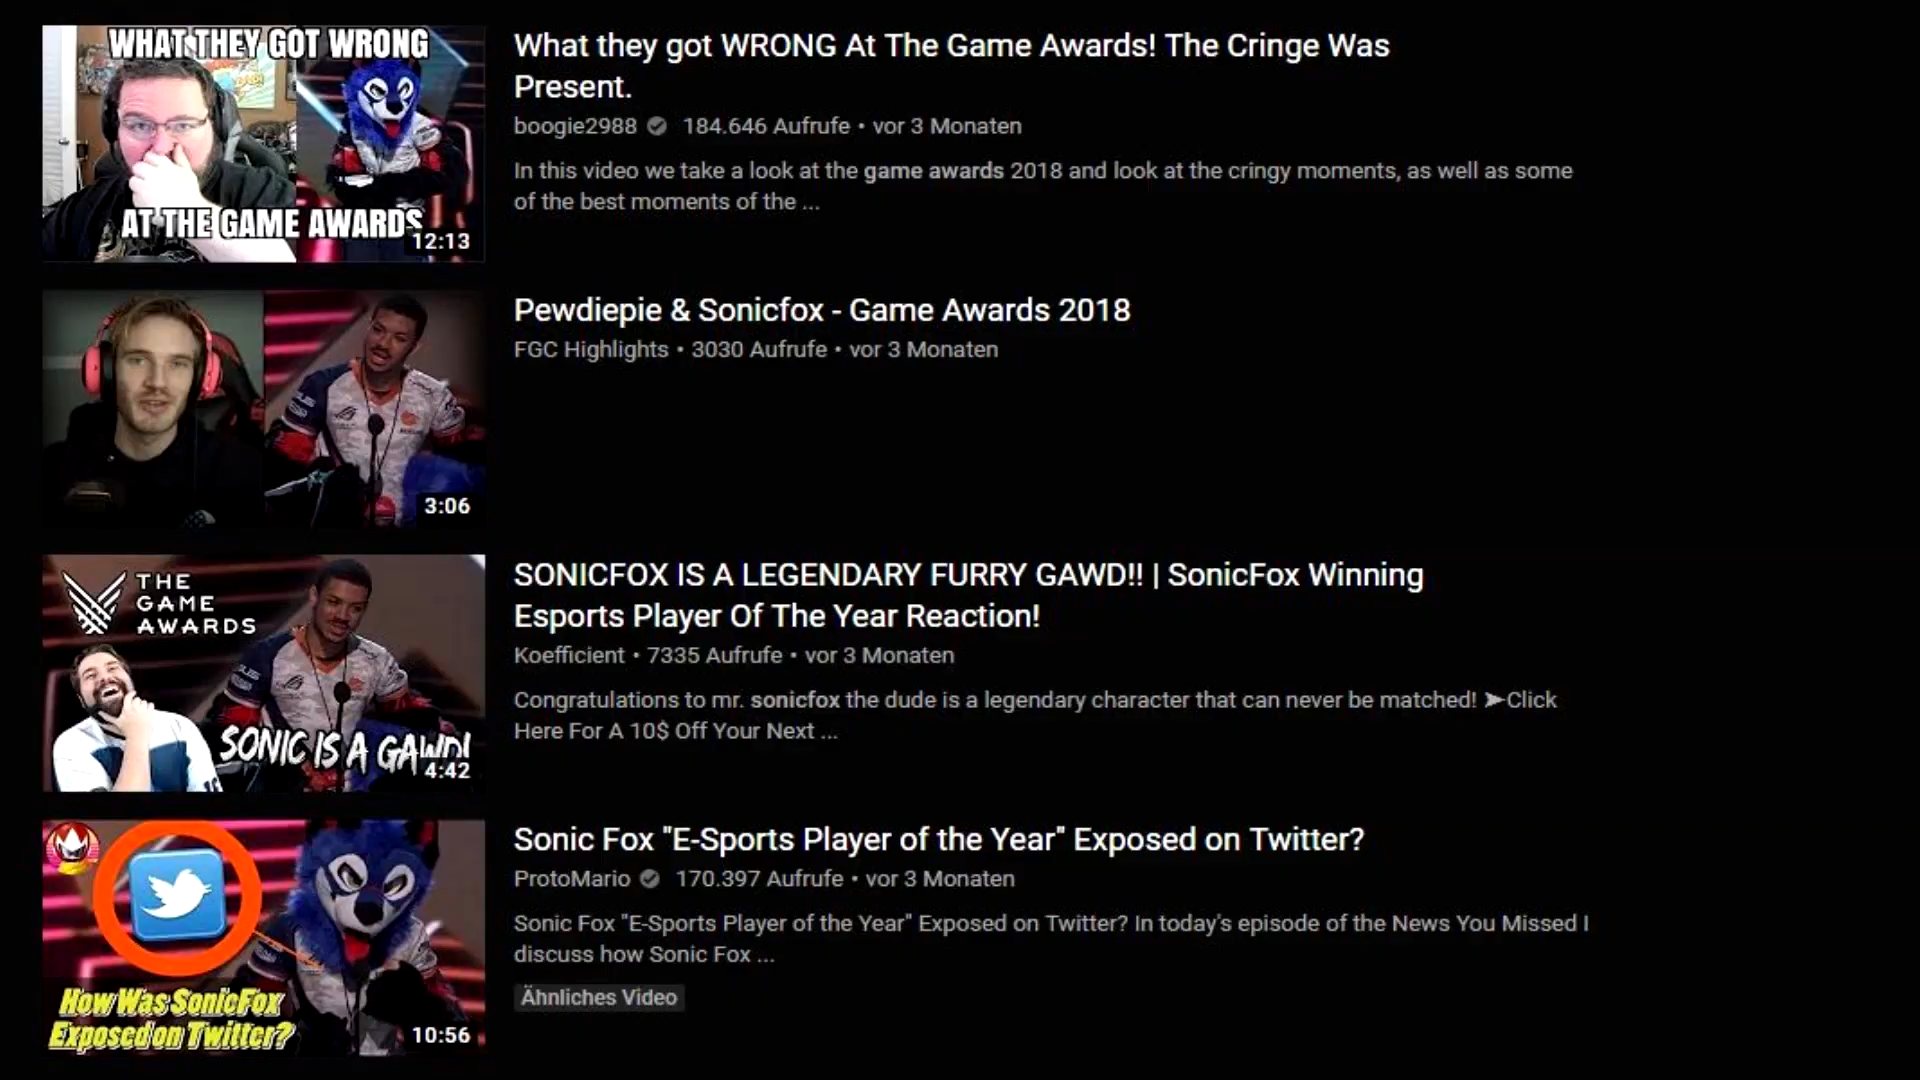 WHAT THEY GOT WRONG
AT THE GAME AWARDS
12:13
What they got WRONG At The Game Awards! The Cringe Was
Present.
boogie2988 184.646 Aufrufe • vor 3 Monaten
In this video we take a look at the game awards 2018 and look at the cringy moments, as well as some
of the best moments of the ...
3:06
Pewdiepie & Sonicfox - Game Awards 2018
FGC Highlights • 3030 Aufrufe • vor 3 Monaten
THE
GAME
AWARDS
SONIC IS A GAWD!
4:42
SONICFOX IS A LEGENDARY FURRY GAWD!! | SonicFox Winning
Esports Player Of The Year Reaction!
Koefficient • 7335 Aufrufe • vor 3 Monaten
Congratulations to mr. sonicfox the dude is a legendary character that can never be matched! ➤Click
Here For A 10$ Off Your Next ...
How Was SonicFox
Exposed on Twitter?
10:56
Sonic Fox "E-Sports Player of the Year" Exposed on Twitter?
ProtoMario 170.397 Aufrufe • vor 3 Monaten
Sonic Fox "E-Sports Player of the Year" Exposed on Twitter? In today's episode of the News You Missed I
discuss how Sonic Fox ...
Ähnliches Video